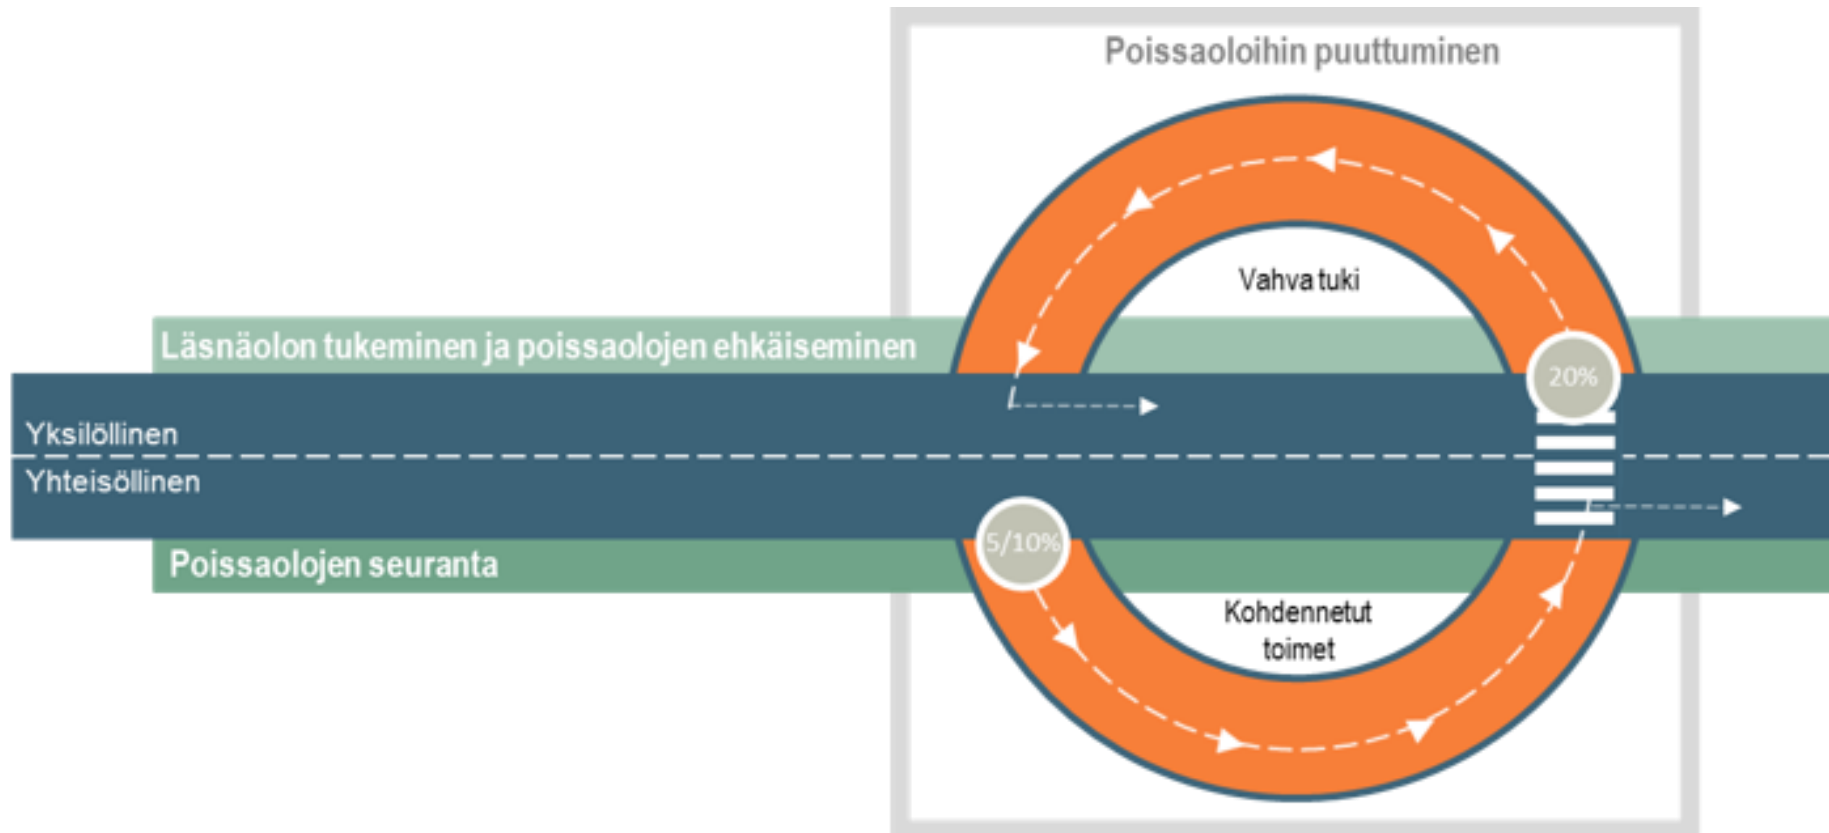 Poissaoloihin puuttuminen
Vahva tuki
Läsnäolon tukeminen ja poissaolojen ehkäiseminen
20%
Yksilöllinen
Yhteisöllinen
5/10%
Poissaolojen seuranta
Kohdennetut
toimet